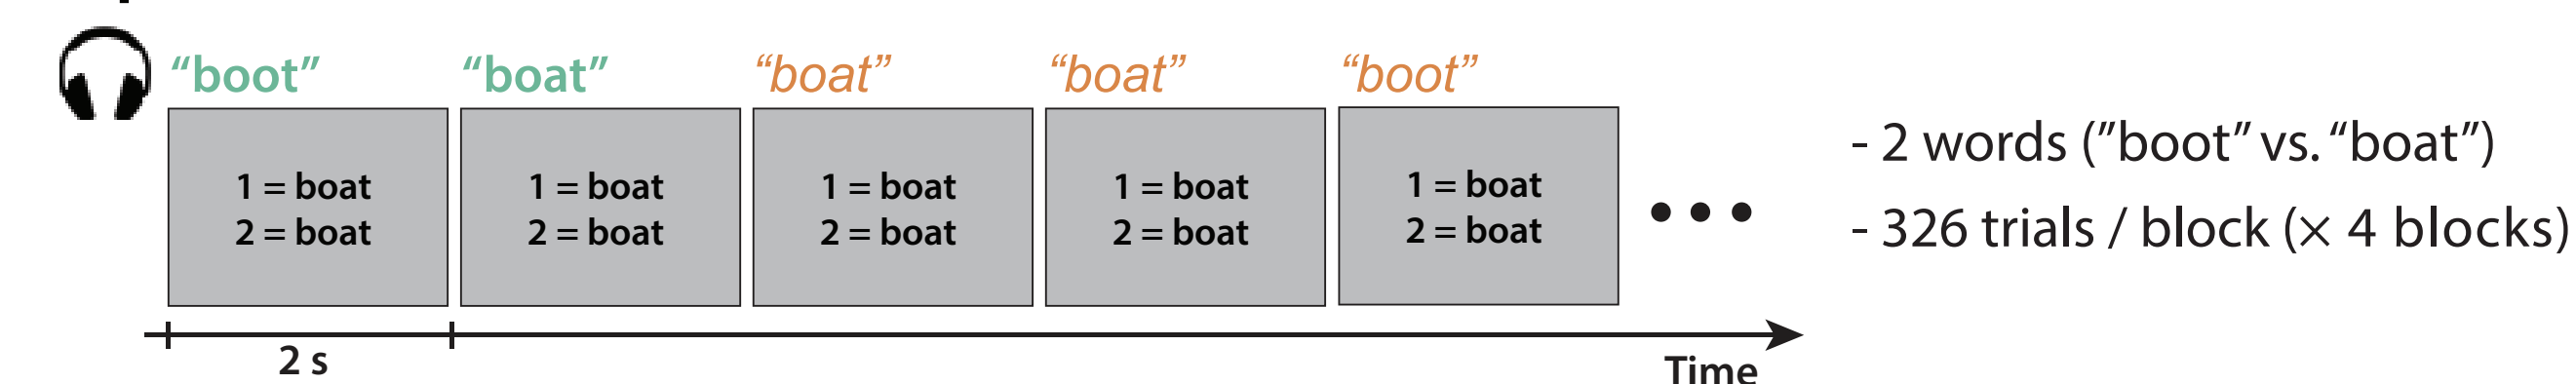 “boot” “boat” “boat” “boat” “boot”
1 = boat 1 = boat 1 = boat 1 = boat 1 = boat
2 = boat 2 = boat 2 = boat 2 = boat 2 = boat
- 2 words (”boot” vs. “boat”)
- 326 trials / block (× 4 blocks)
2 s
Time